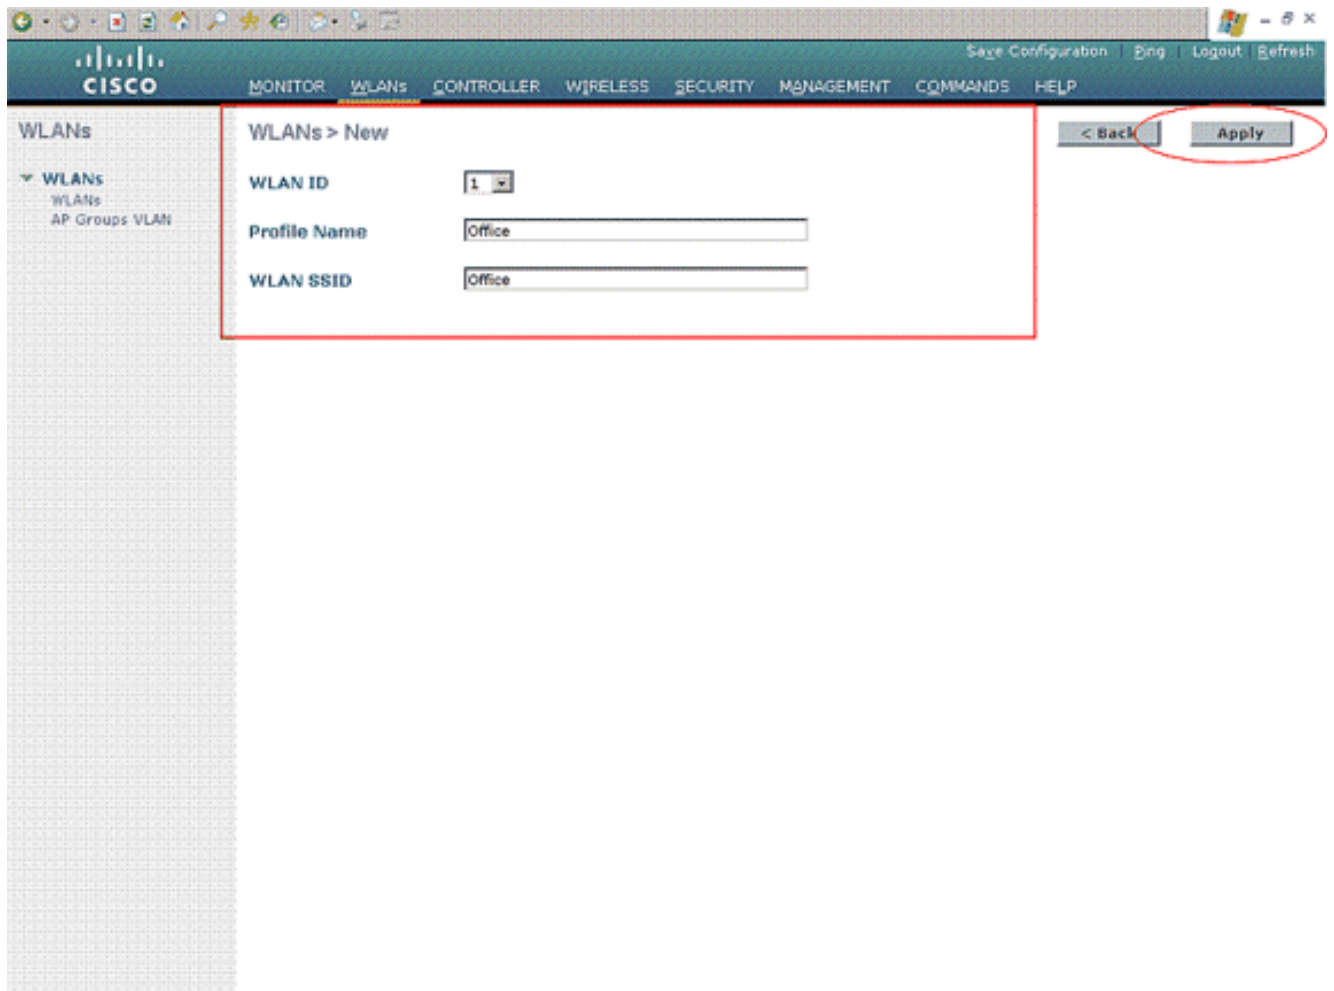 Save Configuration | Ping | Logout | Refresh
CISCO
MONITOR WLANs CONTROLLER WIRELESS SECURITY MANAGEMENT COMMANDS HELP
WLANs
WLANs
WLANs
AP Groups VLAN
WLANs > New
< Back
Apply
WLAN ID
1
Profile Name
Office
WLAN SSID
Office